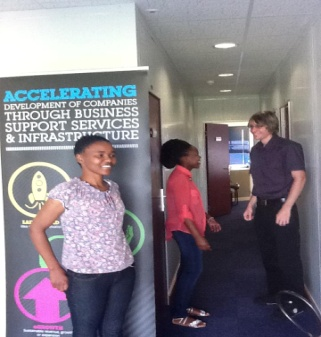 ACCELERATING
DEVELOPMENT OF COMPANIES
THROUGH BUSINESS
SUPPORT SERVICES
& INFRASTRUCTURE